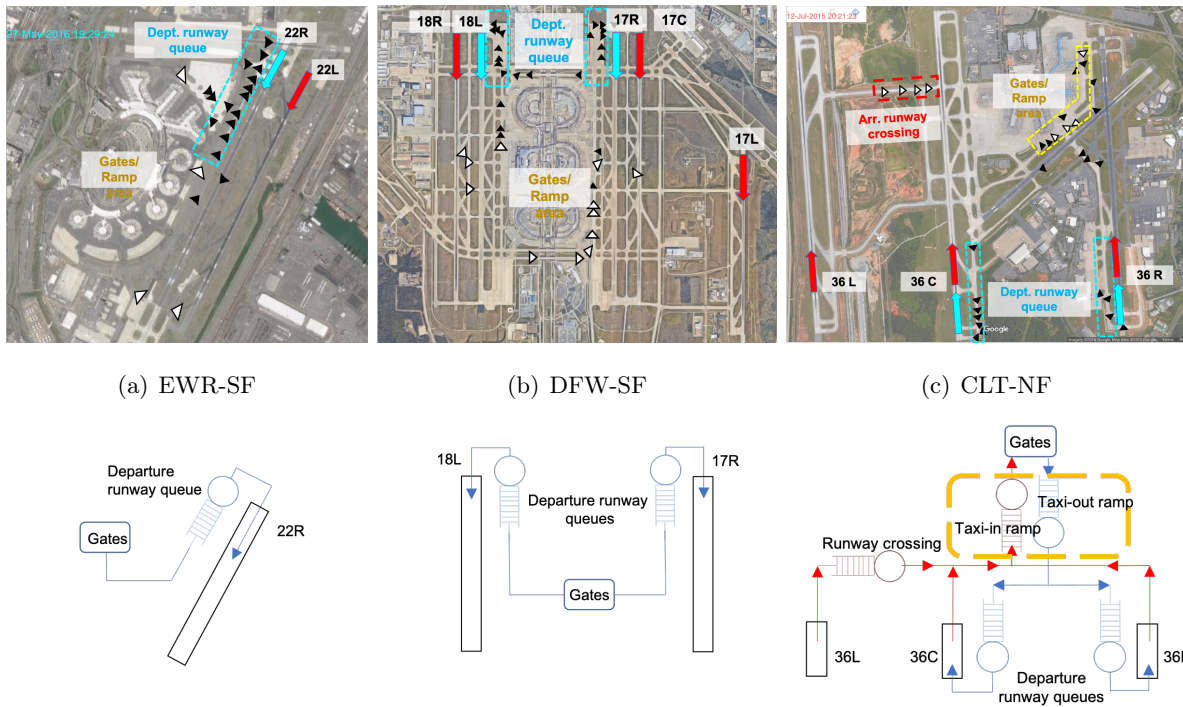 27-May-2016 19:29:24
Dept. runway
queue
22R
22L
Gates/
Ramp
area
18R
18L
Dept.
runway
queue
17R
17C
17L
Gates/
Ramp
area
12-Jul-2015 20:21:23
Arr. runway
crossing
Gates/
Ramp
area
36 L
36 C
36 R
Dept. runway
queue
Google
(a) EWR-SF
(b) DFW-SF
(c) CLT-NF
Departure
runway queue
Gates
22R
18L
17R
Departure runway
queues
Gates
Gates
Taxi-out ramp
Taxi-in ramp
Runway crossing
36L
36C
Departure
runway queues